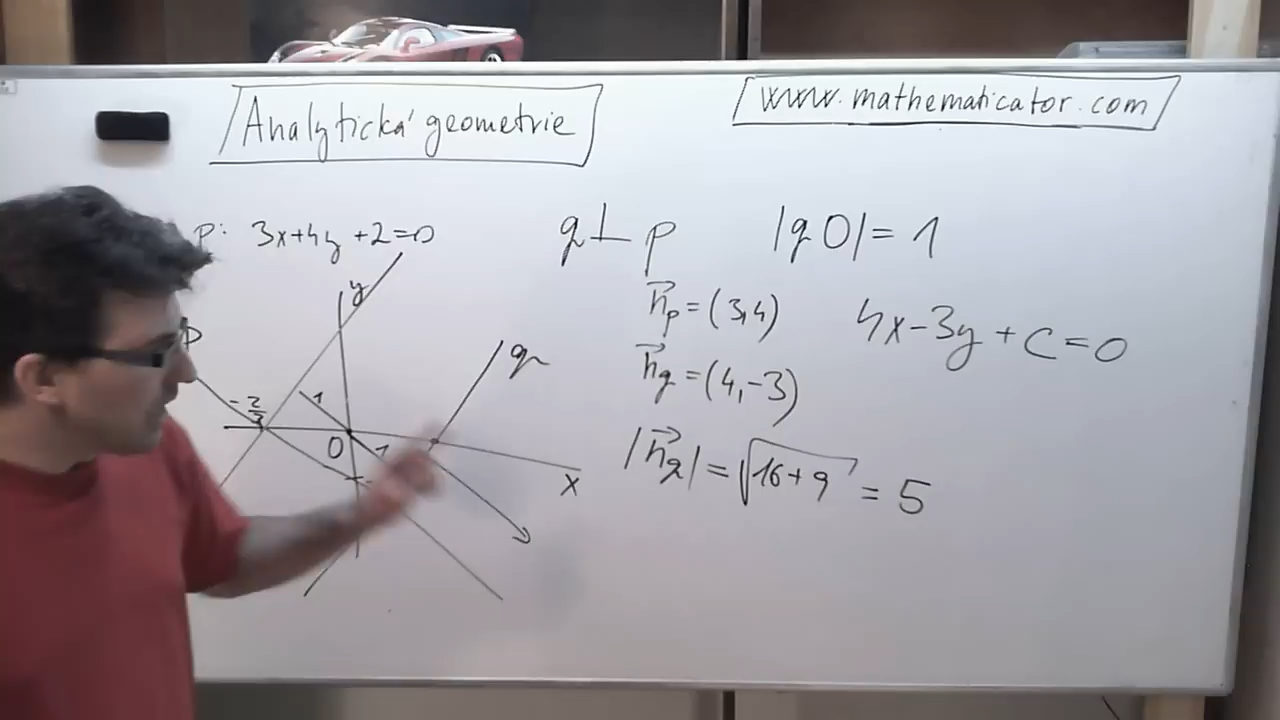 Analytická geometrie
www.mathematicator.com
p: 3x+4y+2=0
q⊥p
|qO|=1
n⃗p=(3,4)
4x-3y+c=0
n⃗q=(4,-3)
|n⃗q|=√16+9=5
y
p
q
-2/3
1
O
1
x